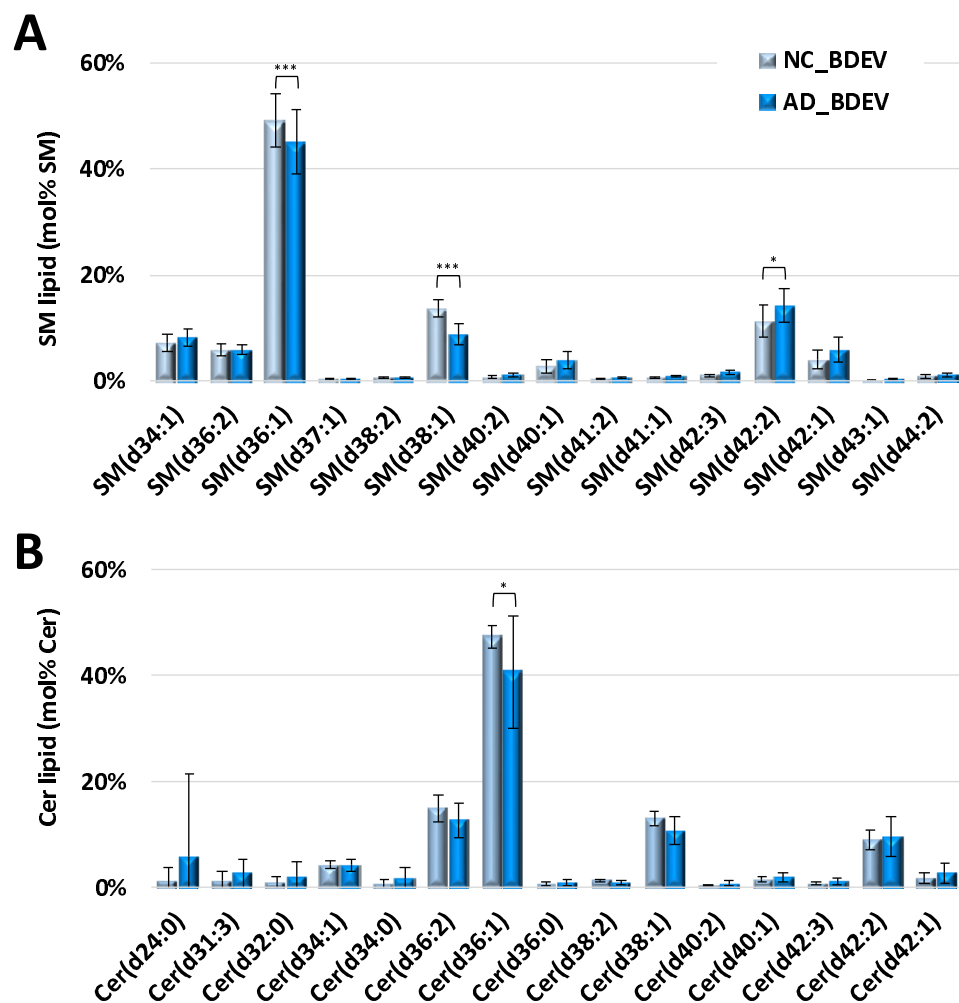 A
60%
40%
20%
0%
SM lipid (mol% SM)
NC_BDEV
AD_BDEV
***
***
*
SM(d34:1)
SM(d36:2)
SM(d36:1)
SM(d37:1)
SM(d38:2)
SM(d38:1)
SM(d40:2)
SM(d40:1)
SM(d41:2)
SM(d41:1)
SM(d42:3)
SM(d42:2)
SM(d42:1)
SM(d43:1)
SM(d44:2)
B
60%
40%
20%
0%
Cer lipid (mol% Cer)
*
Cer(d24:0)
Cer(d31:3)
Cer(d32:0)
Cer(d34:1)
Cer(d34:0)
Cer(d36:2)
Cer(d36:1)
Cer(d36:0)
Cer(d38:2)
Cer(d38:1)
Cer(d40:2)
Cer(d40:1)
Cer(d42:3)
Cer(d42:2)
Cer(d42:1)